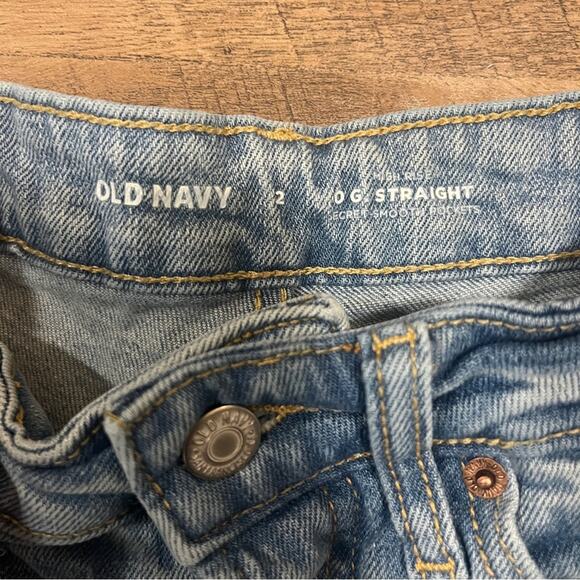 OLD NAVY
2
HIGH RISE
O G. STRAIGHT
SECRET SMOOTH POCKETS
OLD NAVY